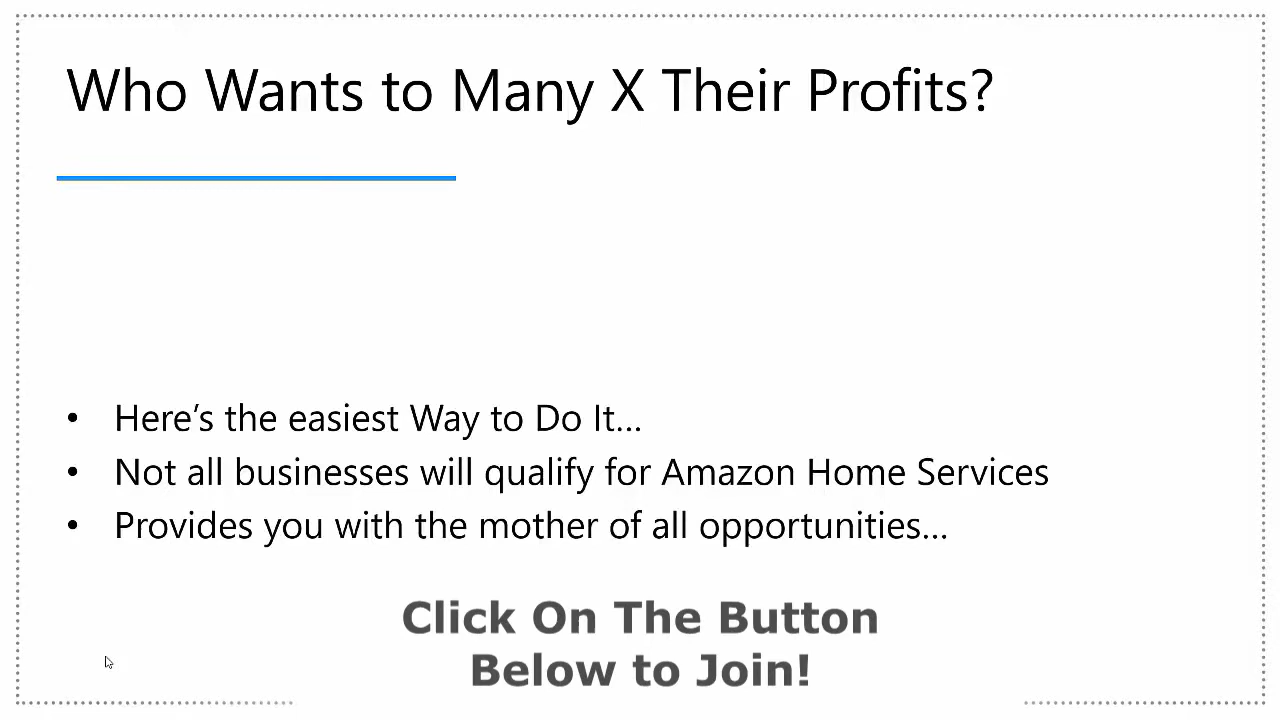 Who Wants to Many X Their Profits?
• Here's the easiest Way to Do It...
• Not all businesses will qualify for Amazon Home Services
• Provides you with the mother of all opportunities...
Click On The Button
Below to Join!